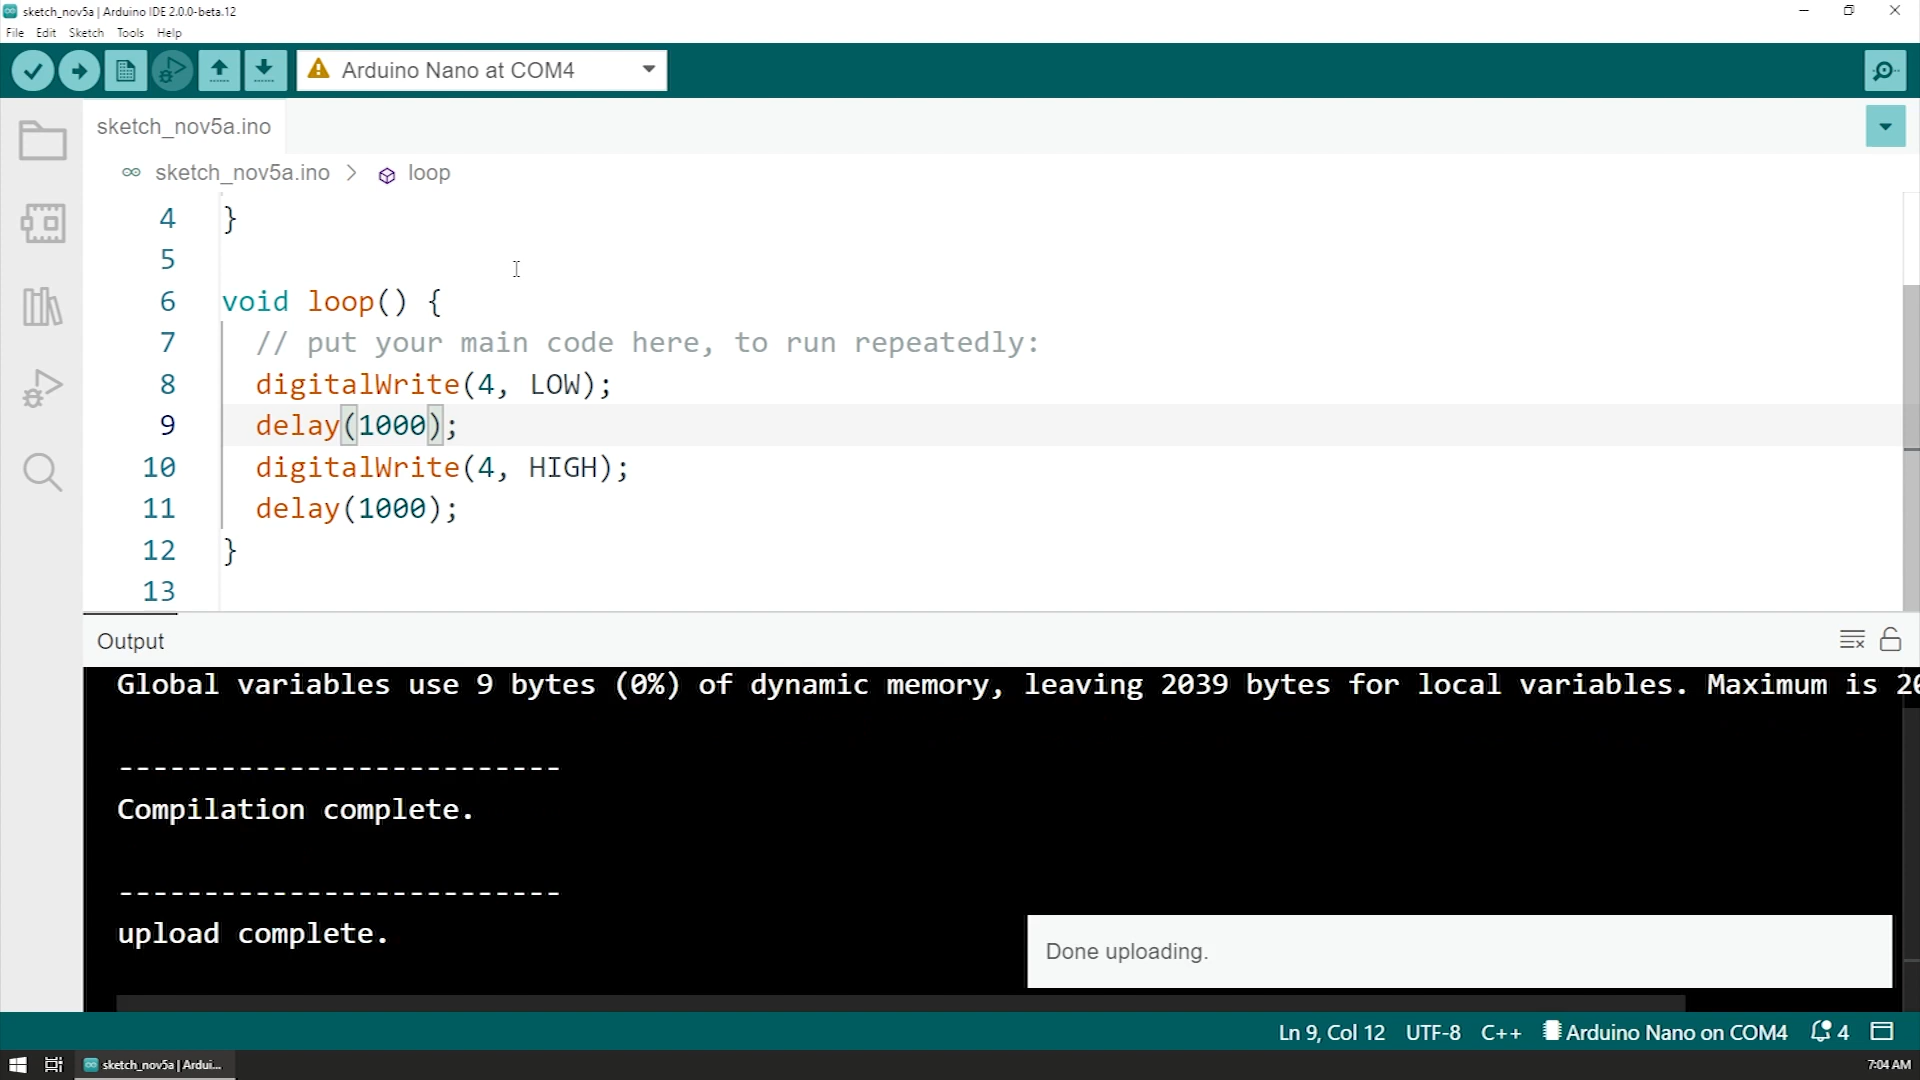 sketch_nov5a | Arduino IDE 2.0.0-beta.12
File Edit Sketch Tools Help
Arduino Nano at COM4
sketch_nov5a.ino
sketch_nov5a.ino > loop
4 }
5
6 void loop() {
7 // put your main code here, to run repeatedly:
8 digitalWrite(4, LOW);
9 delay(1000);
10 digitalWrite(4, HIGH);
11 delay(1000);
12 }
13
Output
Global variables use 9 bytes (0%) of dynamic memory, leaving 2039 bytes for local variables. Maximum is
---------------------------
Compilation complete.
---------------------------
upload complete.
Done uploading.
Ln 9, Col 12 UTF-8 C++ Arduino Nano on COM4 4
sketch_nov5a | Ardui... 7:04 AM